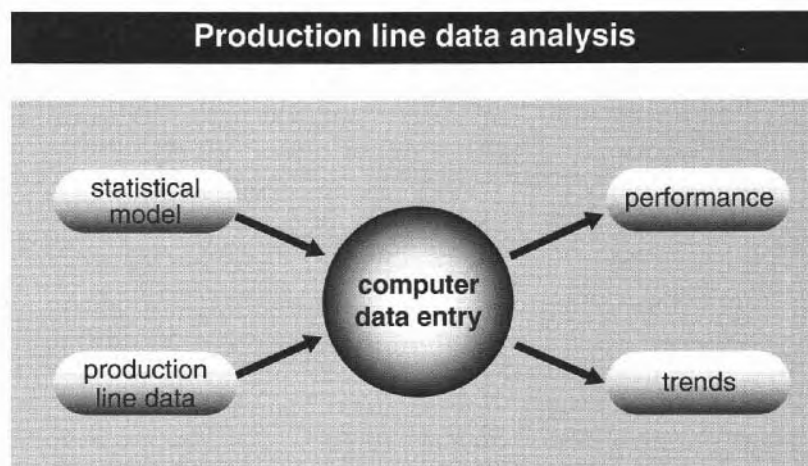 Production line data analysis
statistical
model
performance
computer
data entry
production
line data
trends